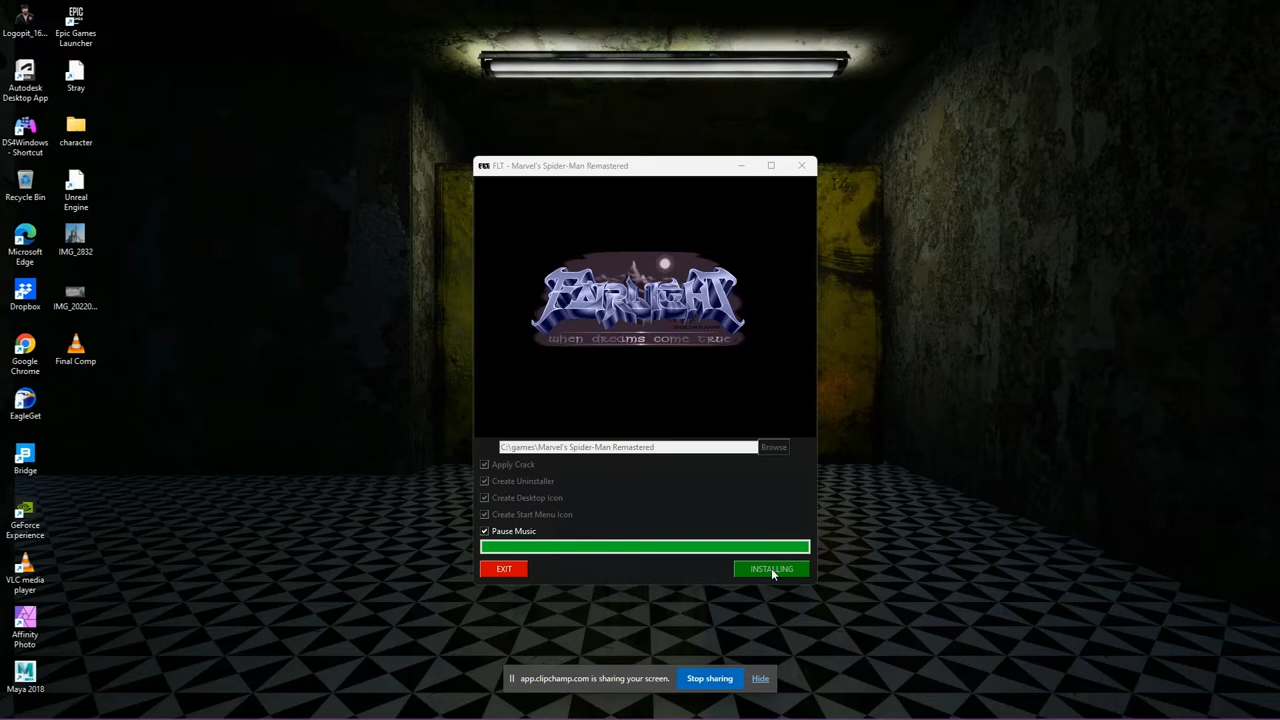 Logopit_16...
Epic Games
Launcher
Autodesk
Desktop App
Stray
DS4Windows
- Shortcut
character
Recycle Bin
Unreal
Engine
Microsoft
Edge
IMG_2832
Dropbox
IMG_20220...
Google
Chrome
Final Comp
EagleGet
Bridge
GeForce
Experience
VLC media
player
Affinity
Photo
Maya 2018
EPIC
GAMES
FLT
FLT - Marvel's Spider-Man Remastered
FAIRLIGHT
when dreams come true
C:\games\Marvel's Spider-Man Remastered
Browse
Apply Crack
Create Uninstaller
Create Desktop Icon
Create Start Menu Icon
Pause Music
EXIT
INSTALLING
app.clipchamp.com is sharing your screen.
Stop sharing
Hide